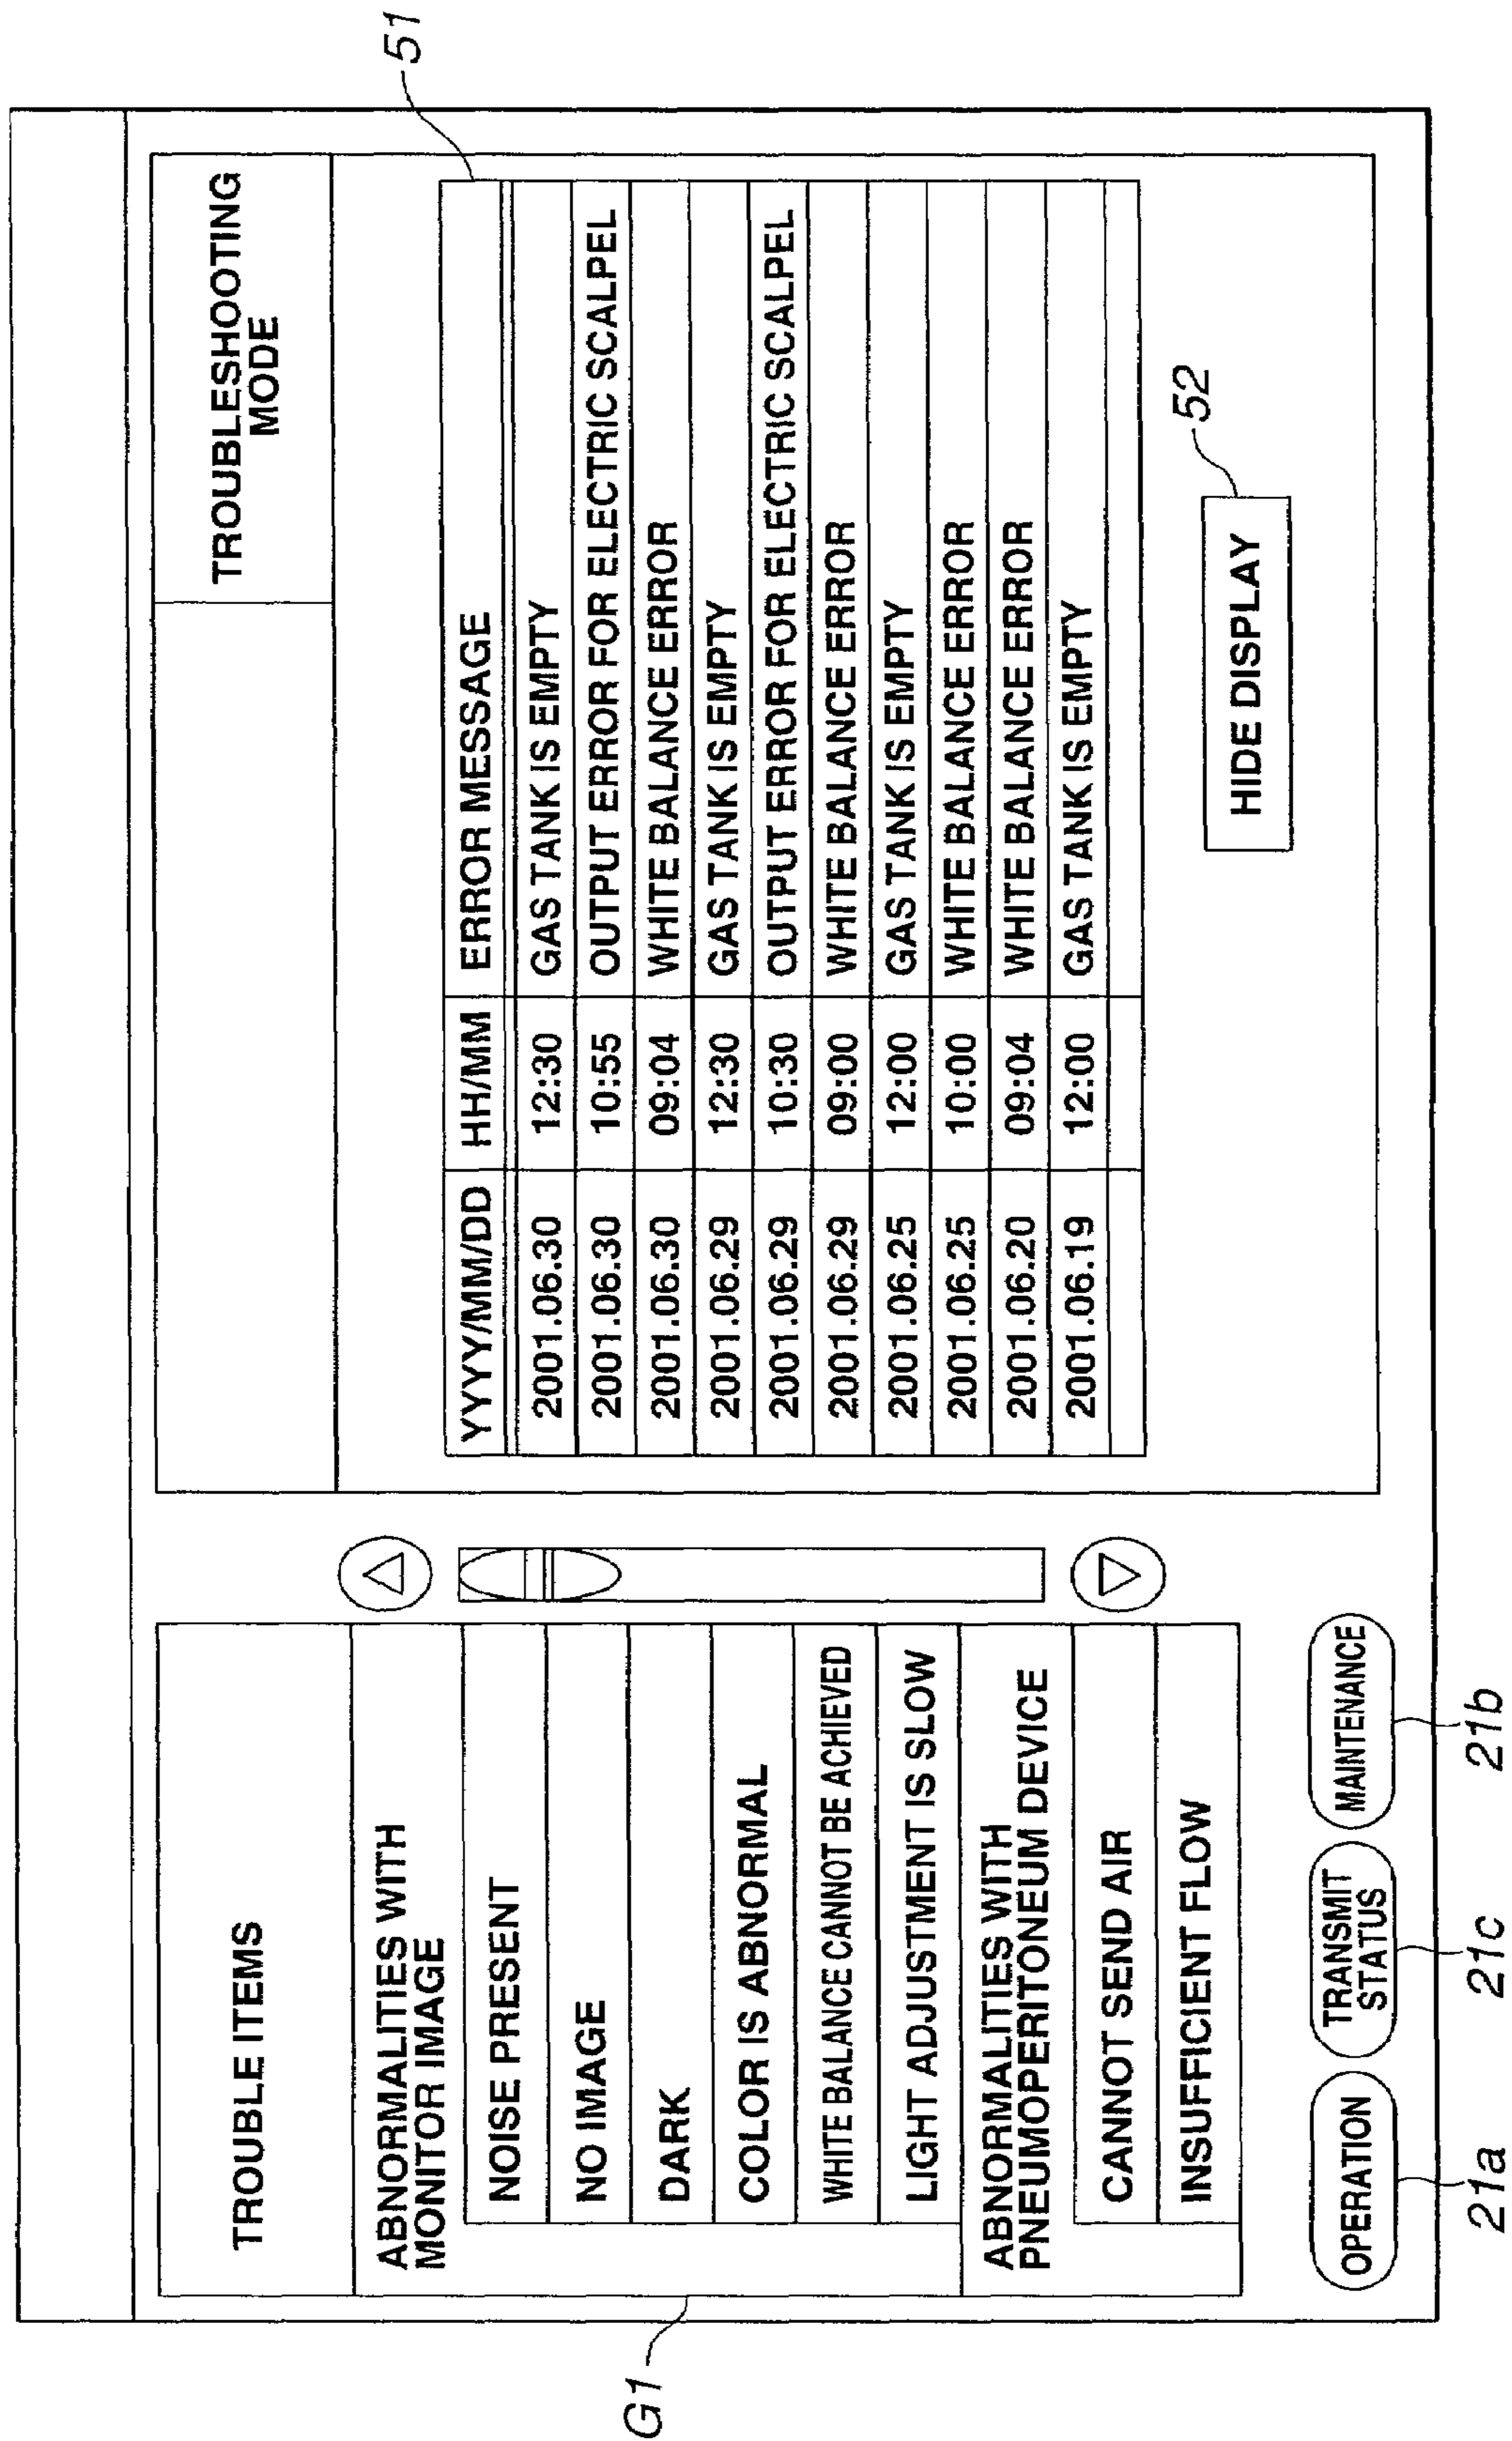 TROUBLE ITEMS
ABNORMALITIES WITH
MONITOR IMAGE
NOISE PRESENT
NO IMAGE
DARK
COLOR IS ABNORMAL
WHITE BALANCE CANNOT BE ACHIEVED
LIGHT ADJUSTMENT IS SLOW
ABNORMALITIES WITH
PNEUMOPERITONEUM DEVICE
CANNOT SEND AIR
INSUFFICIENT FLOW
G1
TROUBLESHOOTING
MODE
51
YYYY/MM/DD HH/MM ERROR MESSAGE
2001.06.30 12:30 GAS TANK IS EMPTY
2001.06.30 10:55 OUTPUT ERROR FOR ELECTRIC SCALPEL
2001.06.30 09:04 WHITE BALANCE ERROR
2001.06.29 12:30 GAS TANK IS EMPTY
2001.06.29 10:30 OUTPUT ERROR FOR ELECTRIC SCALPEL
2001.06.29 09:00 WHITE BALANCE ERROR
2001.06.25 12:00 GAS TANK IS EMPTY
2001.06.25 10:00 WHITE BALANCE ERROR
2001.06.20 09:04 WHITE BALANCE ERROR
2001.06.19 12:00 GAS TANK IS EMPTY
HIDE DISPLAY
52
OPERATION
TRANSMIT
STATUS
MAINTENANCE
21a
21c
21b